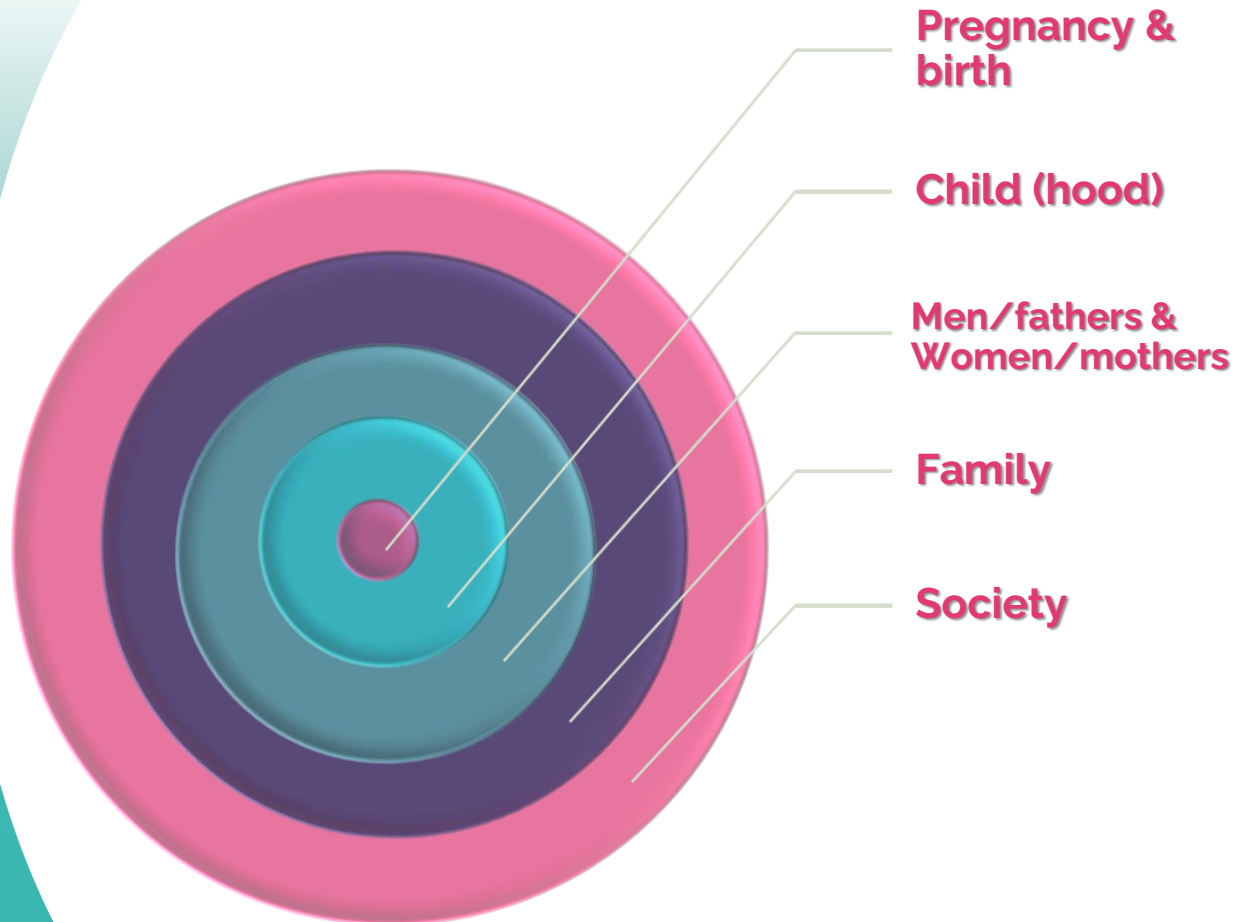 Pregnancy &
birth
Child (hood)
Men/fathers &
Women/mothers
Family
Society